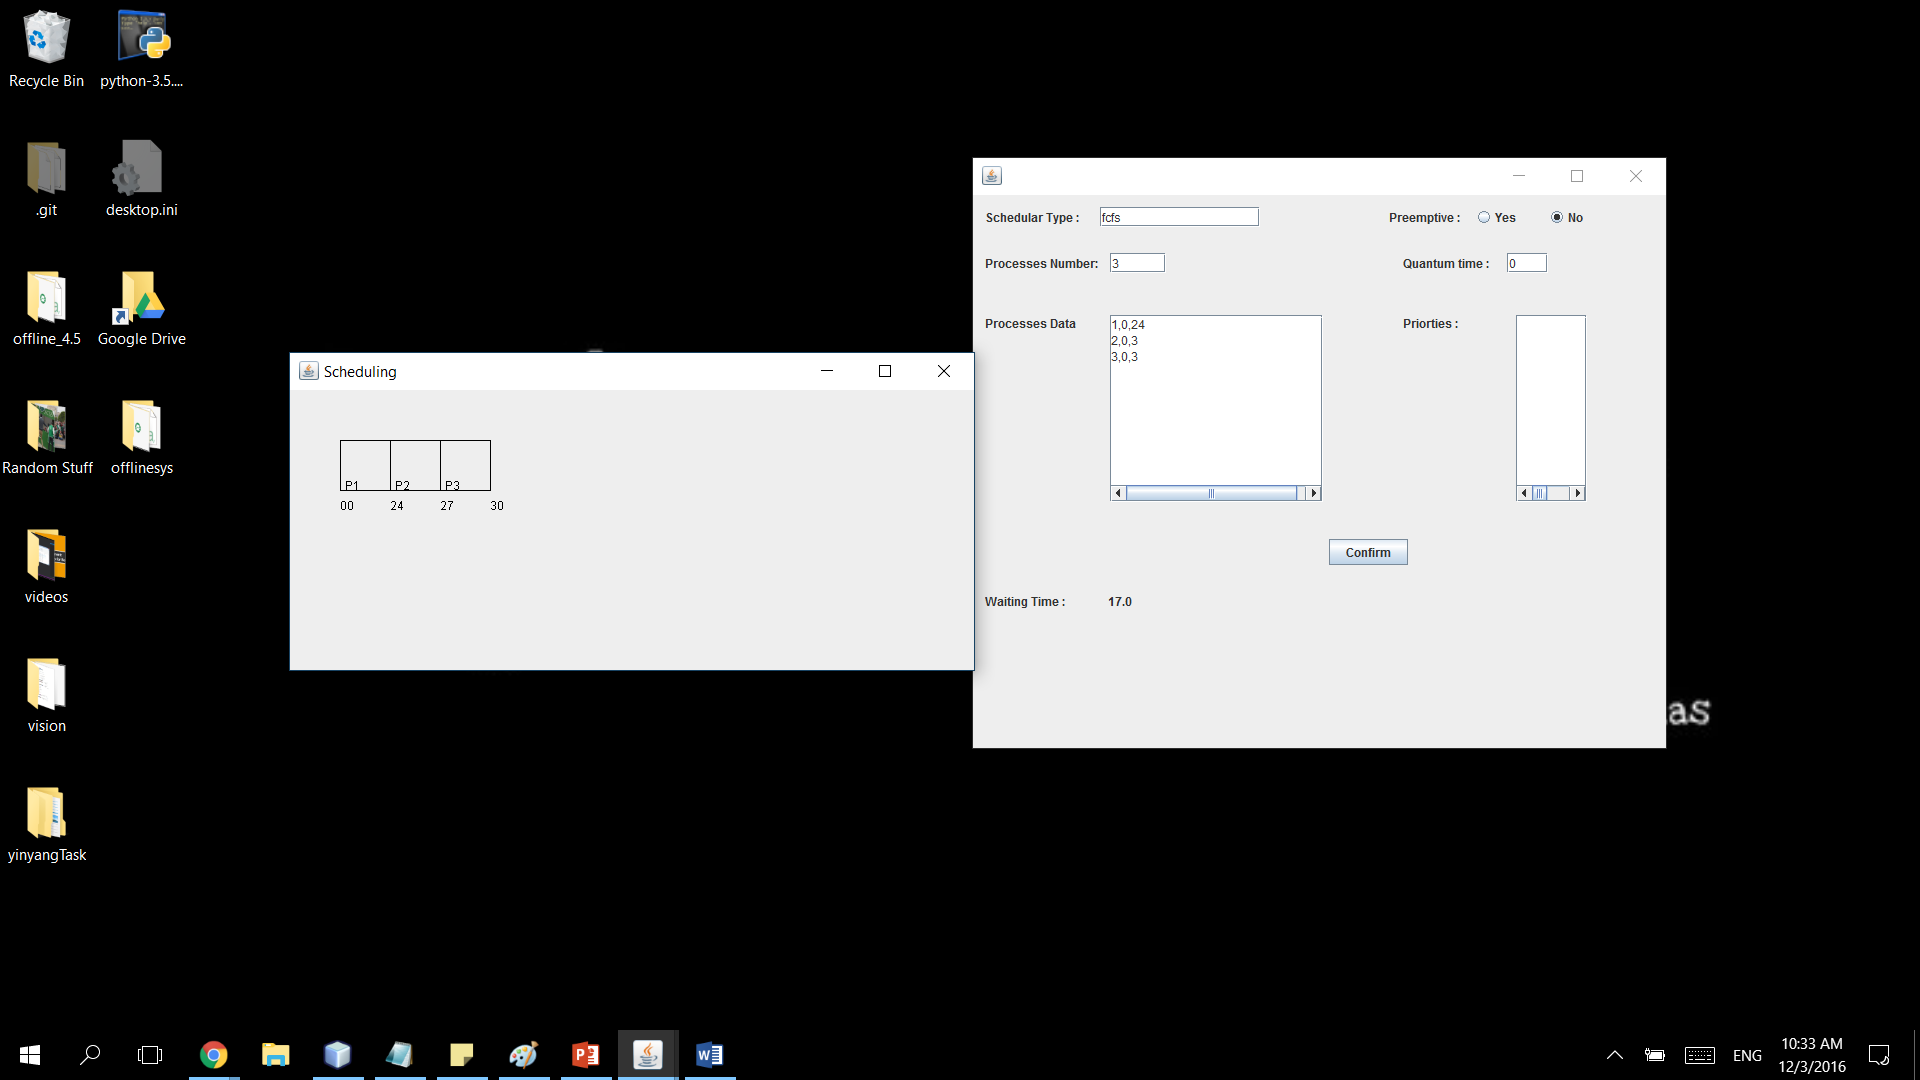 Recycle Bin
python-3.5....
.git
desktop.ini
offline_4.5
Google Drive
Random Stuff
offlinesys
videos
vision
yinyangTask
Scheduling
P1 P2 P3
00 24 27 30
Schedular Type :
fcfs
Preemptive :
Yes
No
Processes Number:
3
Quantum time :
0
Processes Data
1,0,24
2,0,3
3,0,3
Priorties :
Confirm
Waiting Time :
17.0
as
ENG
10:33 AM
12/3/2016